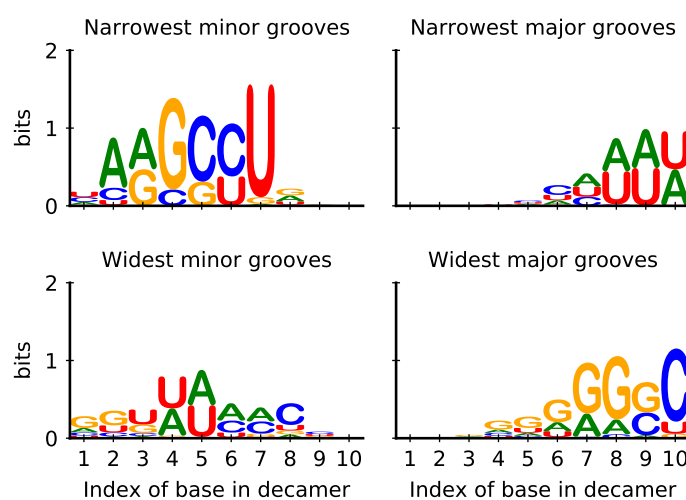 Narrowest minor grooves Narrowest major grooves
2
bits
1
0
U C A A C U A G G C C G C U U G G A
C U A A U C A U A U A U
Widest minor grooves Widest major grooves
2
bits
1
0
G A G U U G U A A U A C A C C U
G G G A G A G A G C C U
1 2 3 4 5 6 7 8 9 10 1 2 3 4 5 6 7 8 9 10
Index of base in decamer Index of base in decamer